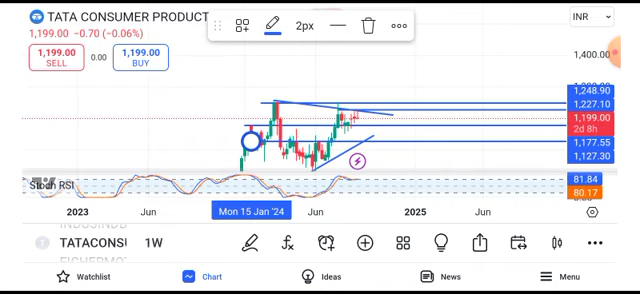 TATA CONSUMER PRODUCT
2px
INR
1,199.00 -0.70 (-0.06%)
1,199.00
SELL
0.00
1,199.00
BUY
1,400.00
1,248.90
1,227.10
1,199.00
2d 8h
1,177.55
1,127.30
Stoch RSI
81.84
80.17
2023
Jun
Mon 15 Jan '24
Jun
2025
Jun
TATACONSU
1W
Watchlist
Chart
Ideas
News
Menu